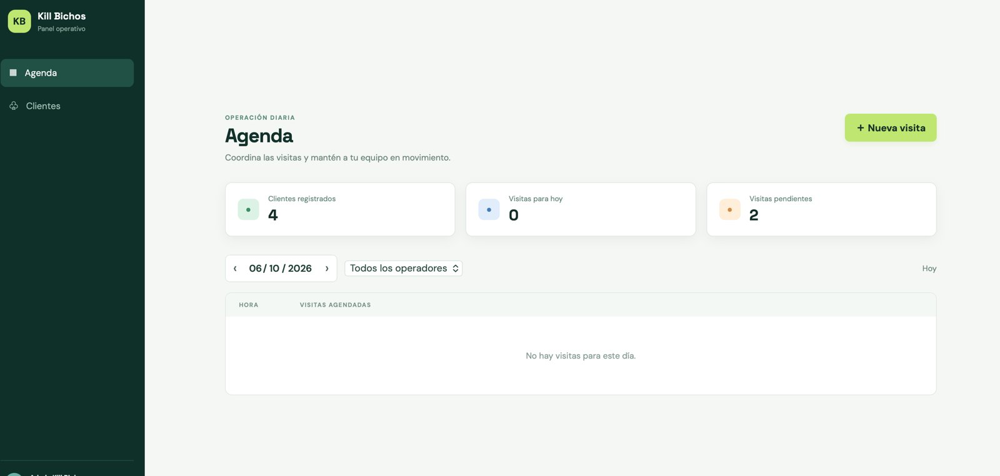 KB
Kill Bichos
Panel operativo
Agenda
Clientes
OPERACIÓN DIARIA
Agenda
Coordina las visitas y mantén a tu equipo en movimiento.
+ Nueva visita
Clientes registrados
4
Visitas para hoy
0
Visitas pendientes
2
‹ 06/ 10 / 2026 ›
Todos los operadores
Hoy
HORA
VISITAS AGENDADAS
No hay visitas para este día.